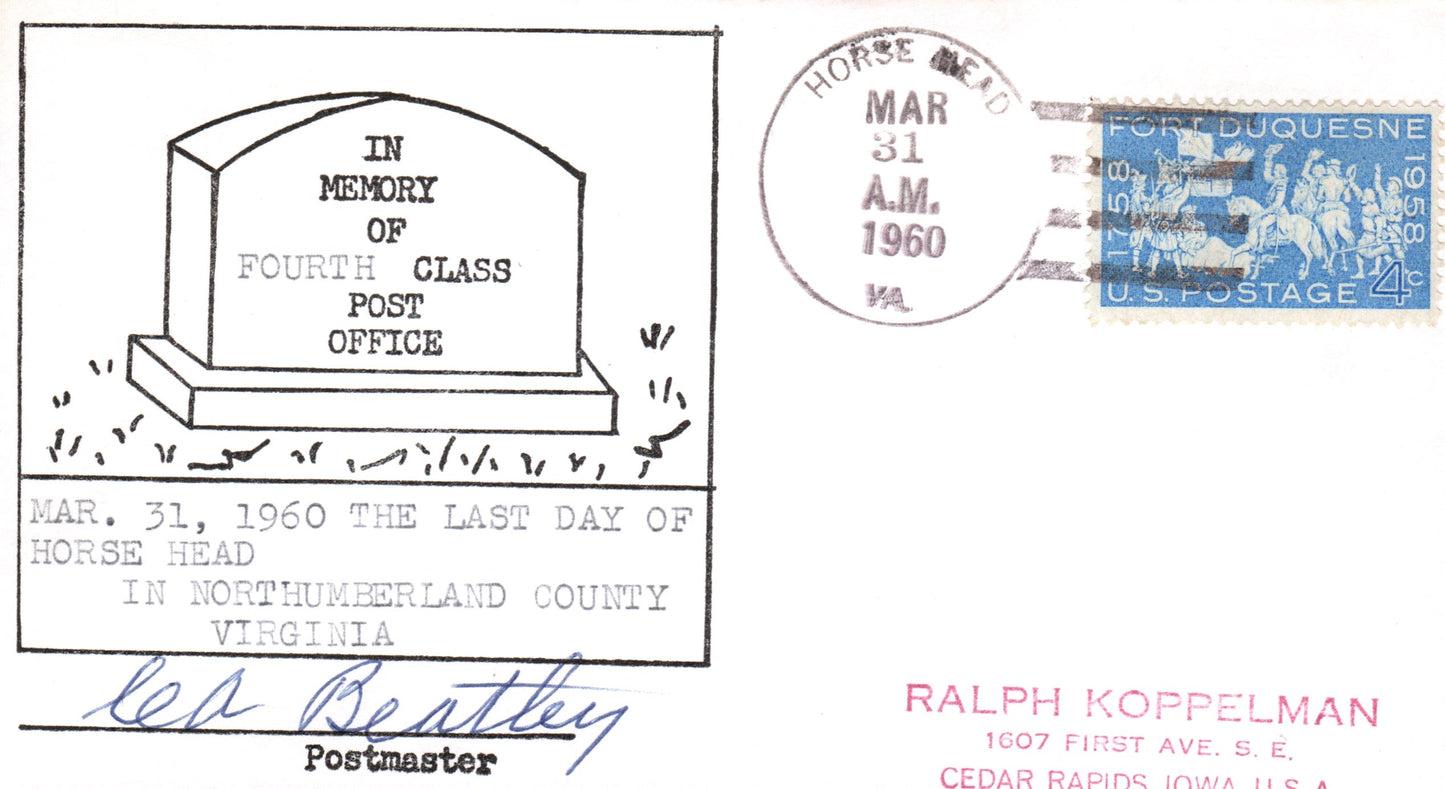 IN
MEMORY
OF
FOURTH CLASS
POST
OFFICE
MAR. 31, 1960 THE LAST DAY OF
HORSE HEAD
IN NORTHUMBERLAND COUNTY
VIRGINIA
Beatley
Postmaster
HORSE HEAD
MAR
31
A.M.
1960
VA.
FORT DUQUESNE
1758
1958
U.S. POSTAGE 4c
RALPH KOPPELMAN
1607 FIRST AVE. S. E.
CEDAR RAPIDS, IOWA, U.S.A.